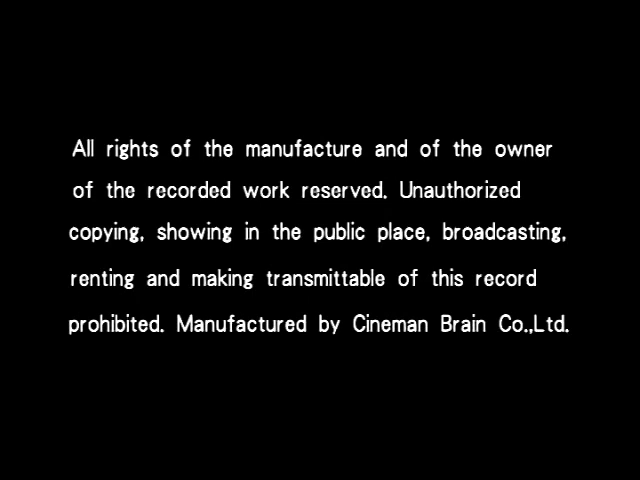 All rights of the manufacture and of the owner
of the recorded work reserved. Unauthorized
copying, showing in the public place, broadcasting,
renting and making transmittable of this record
prohibited. Manufactured by Cineman Brain Co.,Ltd.